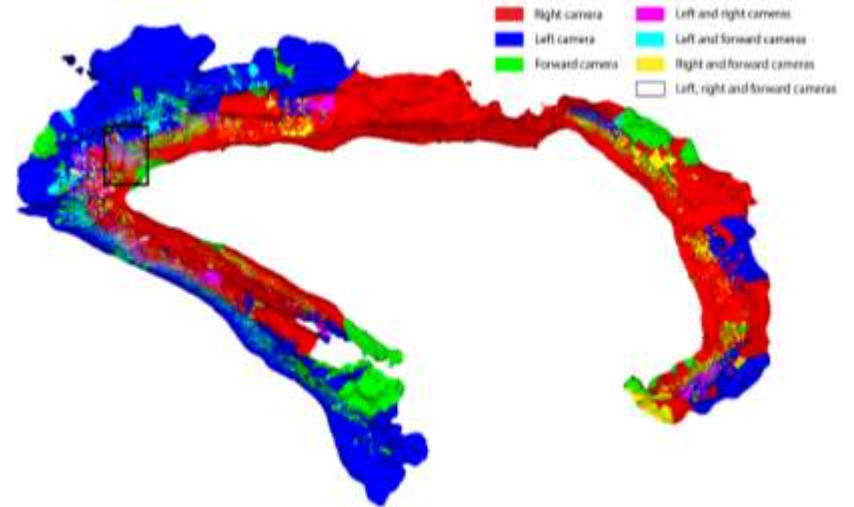 Right camera
Left camera
Forward camera
Left and right cameras
Left and forward cameras
Right and forward cameras
Left, right and forward cameras